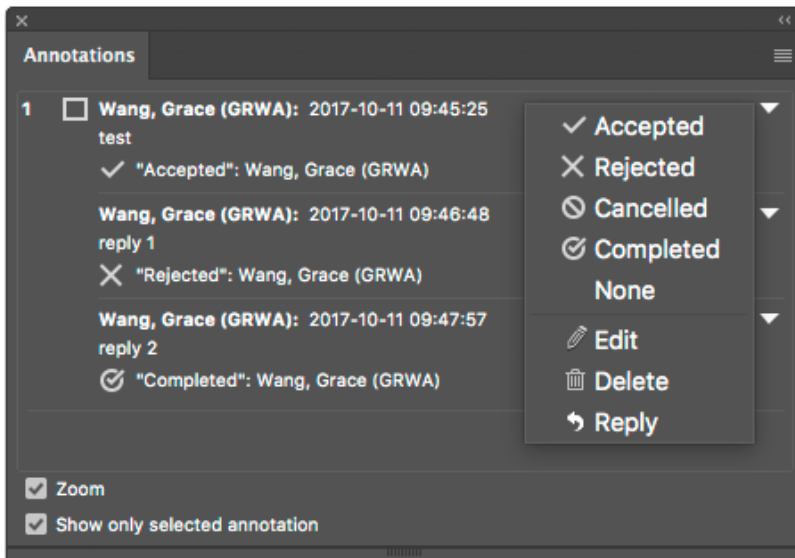 Annotations
1 Wang, Grace (GRWA): 2017-10-11 09:45:25
test
"Accepted": Wang, Grace (GRWA)
Wang, Grace (GRWA): 2017-10-11 09:46:48
reply 1
"Rejected": Wang, Grace (GRWA)
Wang, Grace (GRWA): 2017-10-11 09:47:57
reply 2
"Completed": Wang, Grace (GRWA)
Accepted
Rejected
Cancelled
Completed
None
Edit
Delete
Reply
Zoom
Show only selected annotation